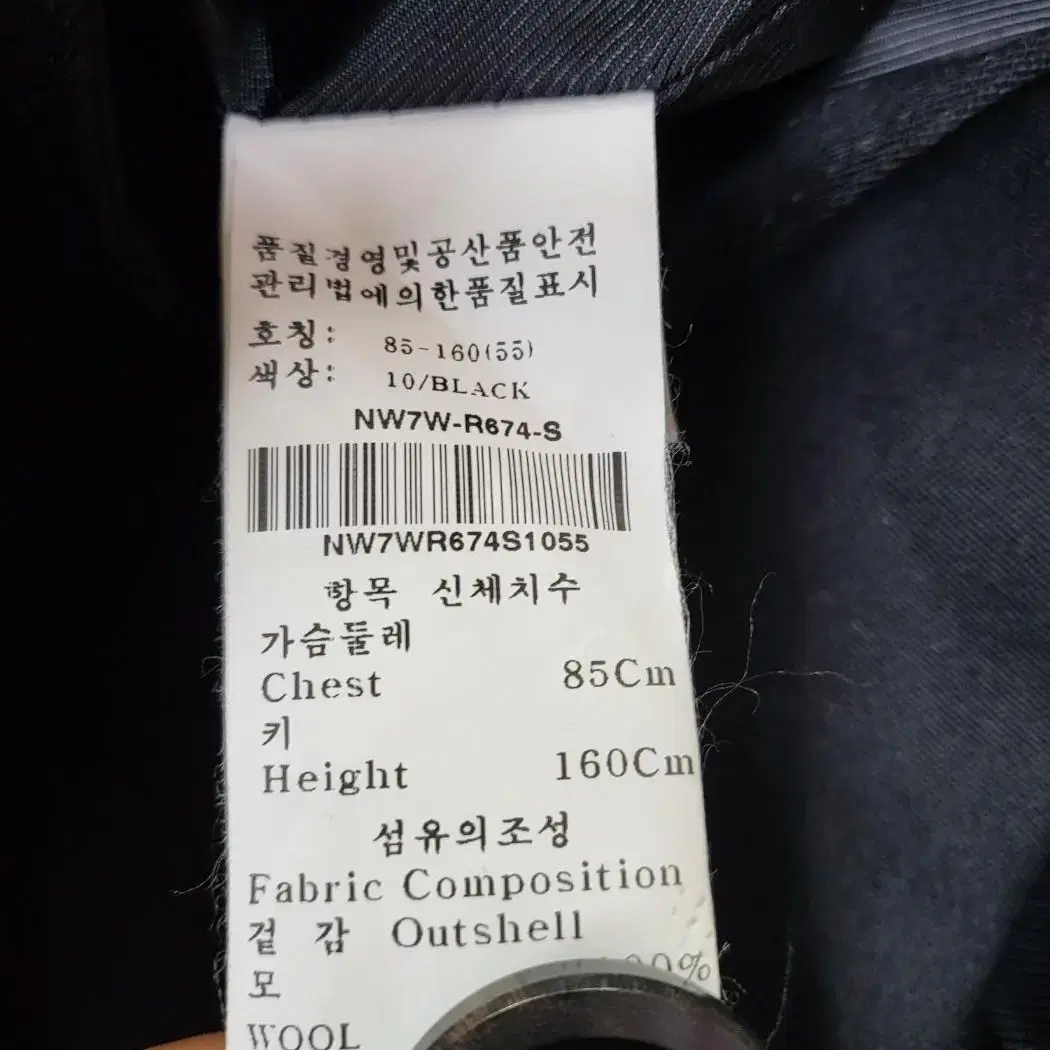 품질경영및공산품안전
관리법에의한품질표시
호칭: 85-160(55)
색상: 10/BLACK
NW7W-R674-S
NW7WR674S1055
항목 신체치수
가슴둘레
Chest 85Cm
키
Height 160Cm
섬유의조성
Fabric Composition
겉 감 Outshell
모
WOOL